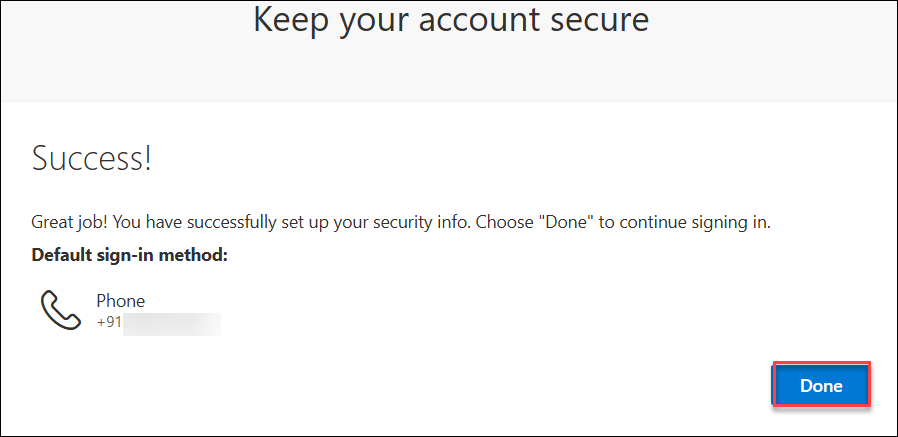 Keep your account secure
Success!
Great job! You have successfully set up your security info. Choose "Done" to continue signing in.
Default sign-in method:
Phone
+91
Done